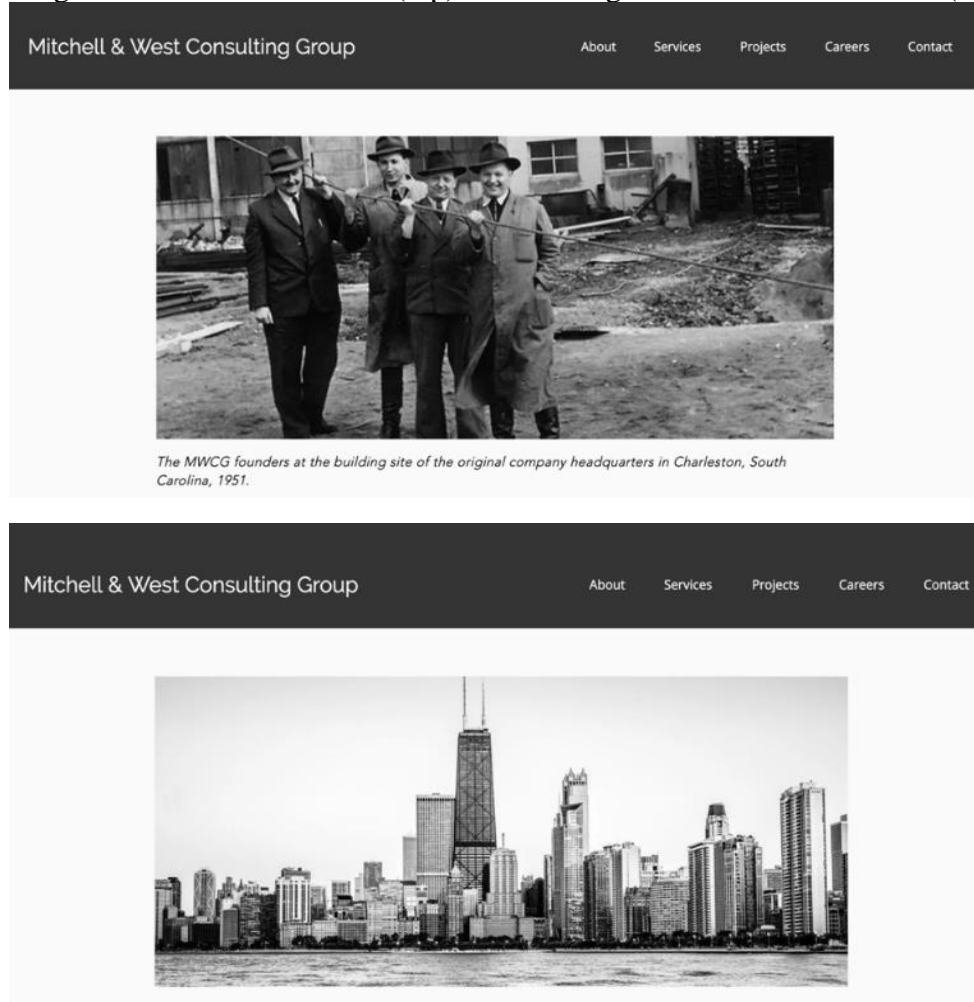 Mitchell & West Consulting Group About Services Projects Careers Contact
The MWCG founders at the building site of the original company headquarters in Charleston, South
Carolina, 1951.
Mitchell & West Consulting Group About Services Projects Careers Contact